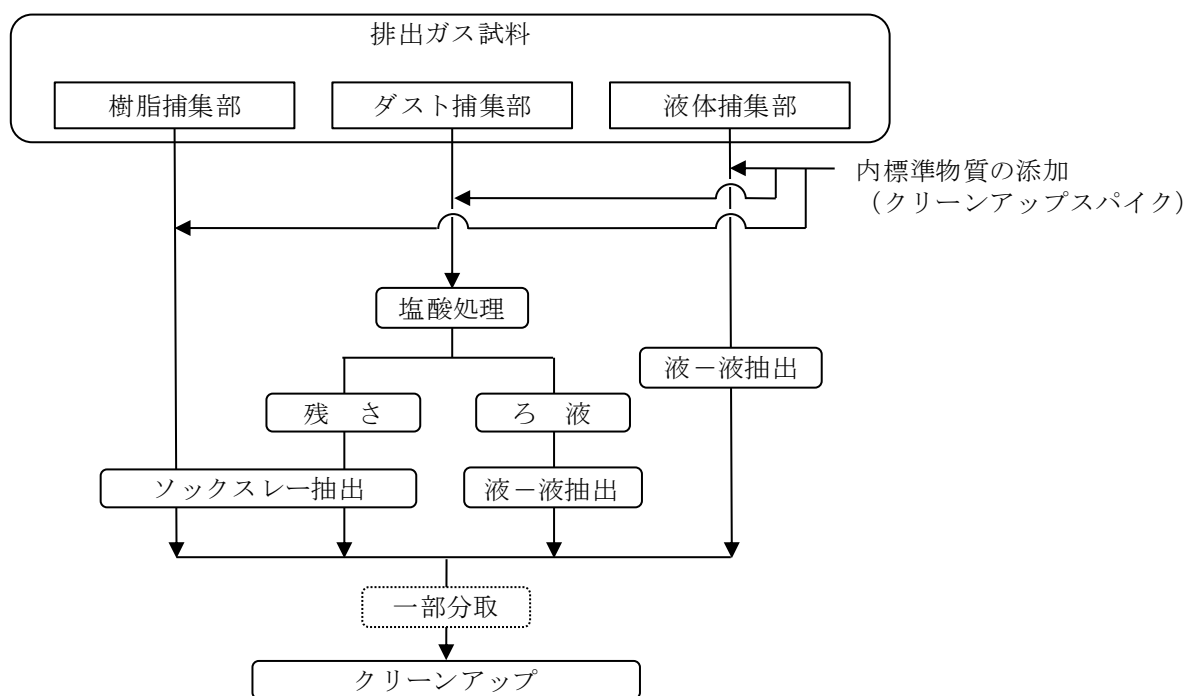 排出ガス試料
樹脂捕集部
ダスト捕集部
液体捕集部
内標準物質の添加
（クリーンアップスパイク）
塩酸処理
液－液抽出
残　さ
ろ　液
ソックスレー抽出
液－液抽出
一部分取
クリーンアップ